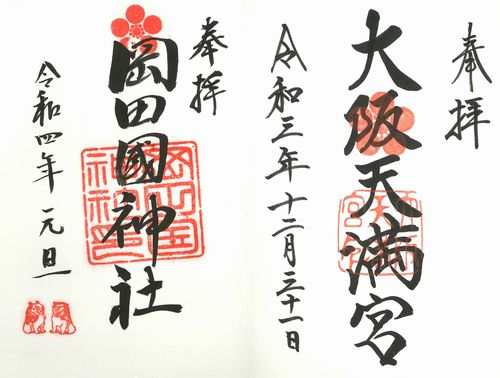 奉拝
大阪天満宮
令和三年十二月三十一日
奉拝
岡田國神社
令和四年一元旦